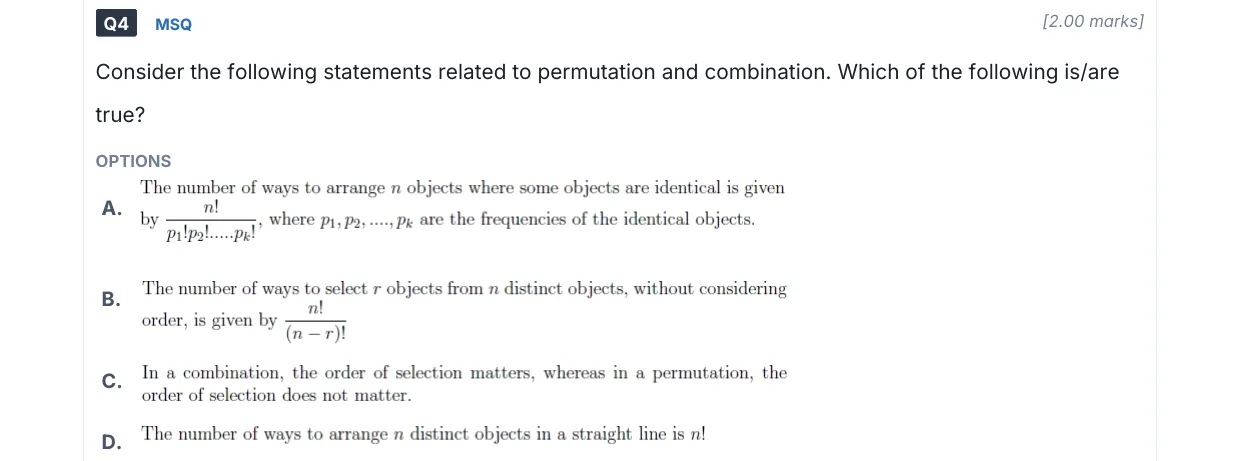 Q4 MSQ [2.00 marks]
Consider the following statements related to permutation and combination. Which of the following is/are
true?
OPTIONS
A. The number of ways to arrange n objects where some objects are identical is given
by n!/(p₁!p₂!.....pₖ!), where p₁, p₂, ...., pₖ are the frequencies of the identical objects.
B. The number of ways to select r objects from n distinct objects, without considering
order, is given by n!/(n − r)!
C. In a combination, the order of selection matters, whereas in a permutation, the
order of selection does not matter.
D. The number of ways to arrange n distinct objects in a straight line is n!